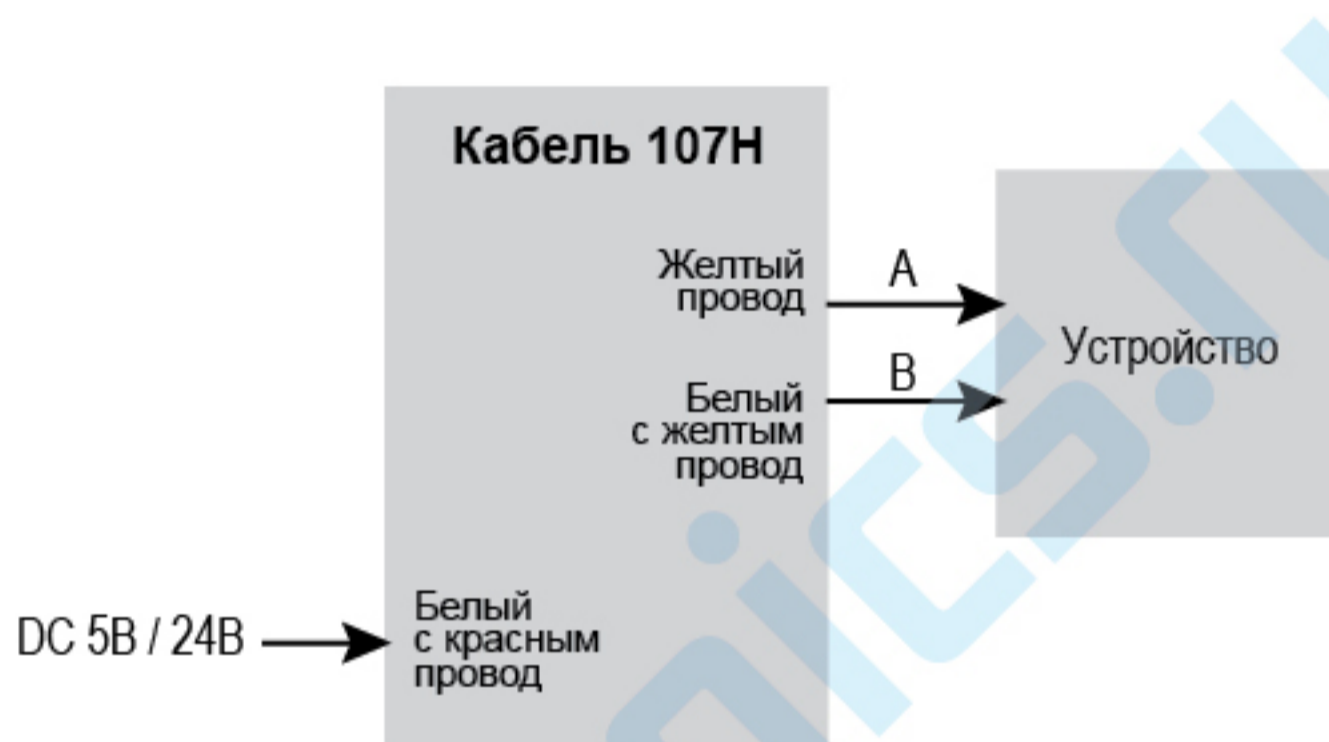 Кабель 107Н
Желтый
провод
A
Устройство
B
Белый
с желтым
провод
DC 5В / 24В
Белый
с красным
провод